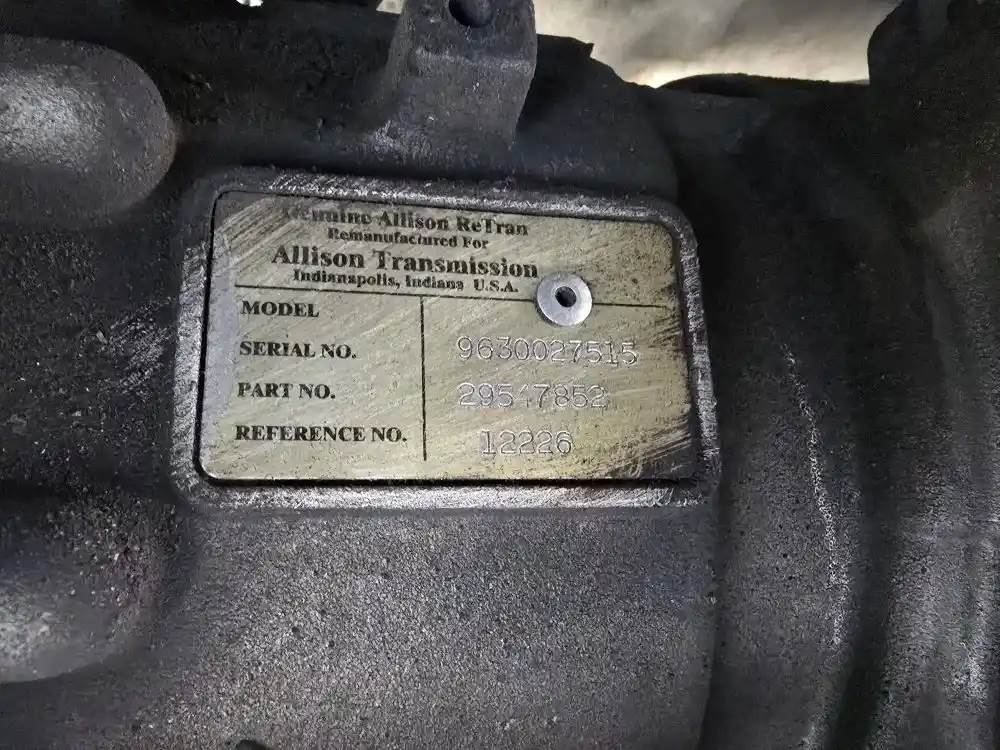 Genuine Allison ReTran
Remanufactured For
Allison Transmission
Indianapolis, Indiana U.S.A.
MODEL
SERIAL NO. 9630027515
PART NO. 29547852
REFERENCE NO. 12226